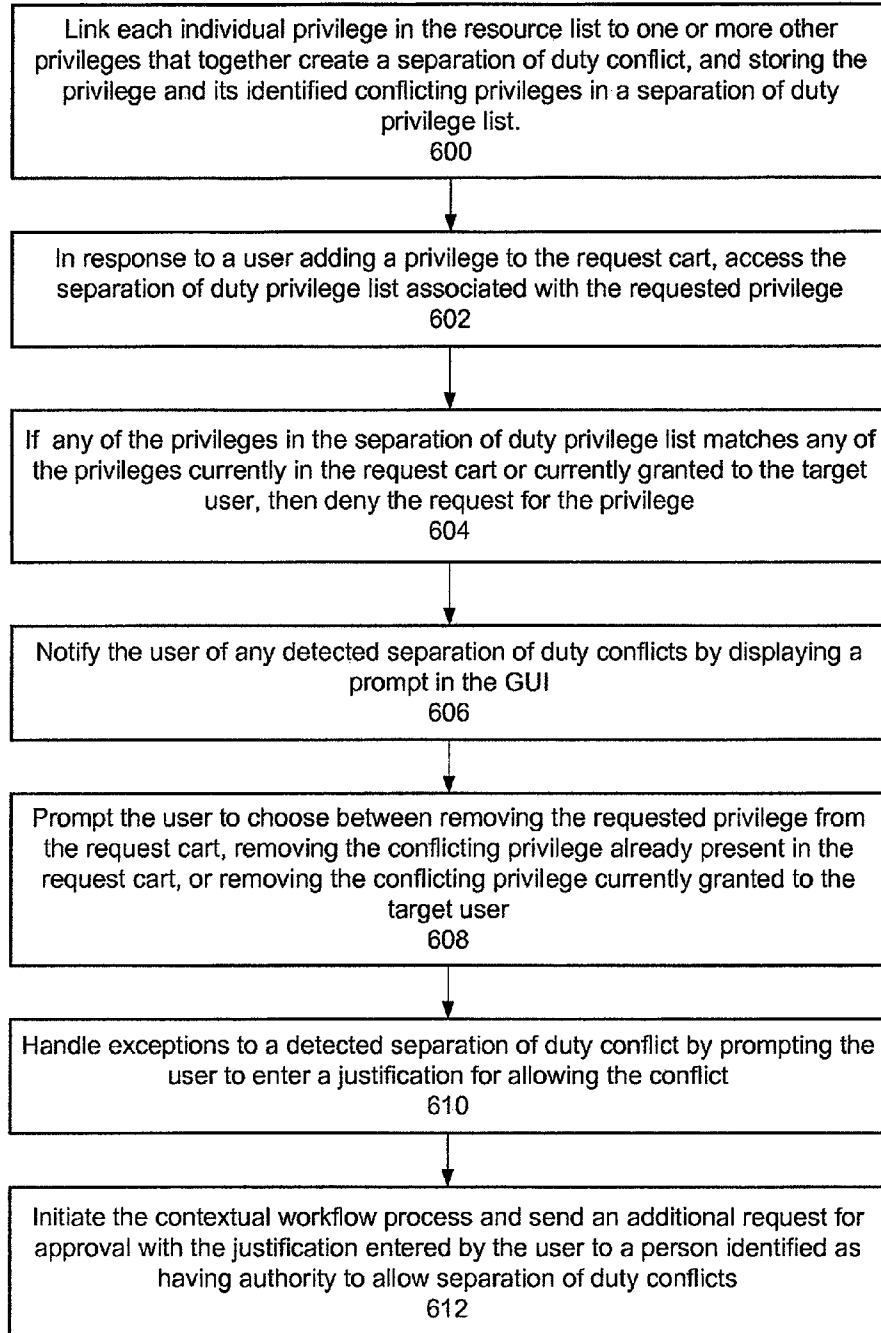 Link each individual privilege in the resource list to one or more other
privileges that together create a separation of duty conflict, and storing the
privilege and its identified conflicting privileges in a separation of duty
privilege list.
600
In response to a user adding a privilege to the request cart, access the
separation of duty privilege list associated with the requested privilege
602
If any of the privileges in the separation of duty privilege list matches any of
the privileges currently in the request cart or currently granted to the target
user, then deny the request for the privilege
604
Notify the user of any detected separation of duty conflicts by displaying a
prompt in the GUI
606
Prompt the user to choose between removing the requested privilege from
the request cart, removing the conflicting privilege already present in the
request cart, or removing the conflicting privilege currently granted to the
target user
608
Handle exceptions to a detected separation of duty conflict by prompting the
user to enter a justification for allowing the conflict
610
Initiate the contextual workflow process and send an additional request for
approval with the justification entered by the user to a person identified as
having authority to allow separation of duty conflicts
612